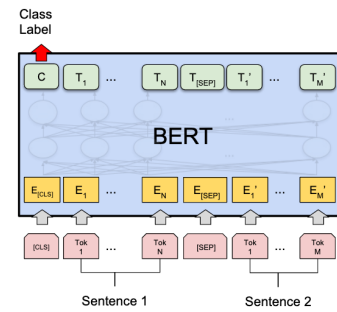 Class
Label
C T1 ... TN T[SEP] T1' ... TM'
...
BERT
...
E[CLS] E1 ... EN E[SEP] E1' ... EM'
[CLS] Tok 1 ... Tok N [SEP] Tok 1 ... Tok M
Sentence 1 Sentence 2